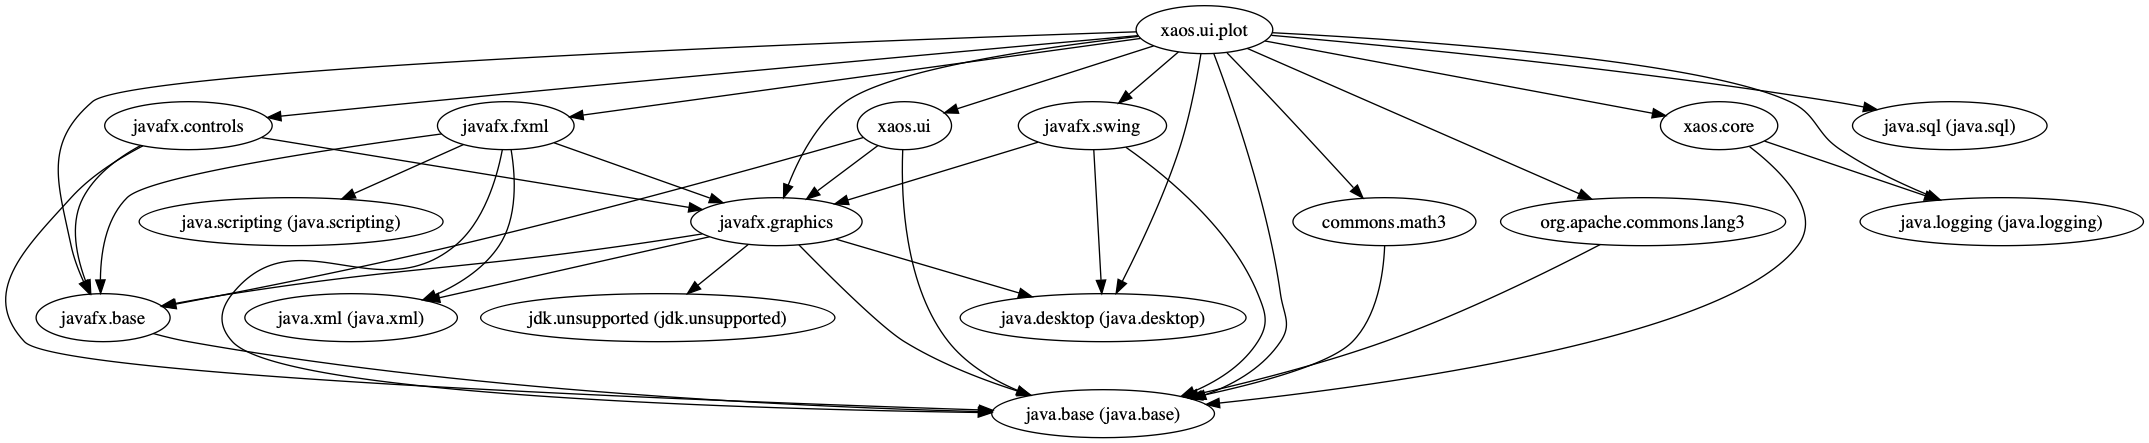 xaos.ui.plot
javafx.controls
javafx.fxml
xaos.ui
javafx.swing
xaos.core
java.sql (java.sql)
java.scripting (java.scripting)
javafx.graphics
commons.math3
org.apache.commons.lang3
java.logging (java.logging)
javafx.base
java.xml (java.xml)
jdk.unsupported (jdk.unsupported)
java.desktop (java.desktop)
java.base (java.base)